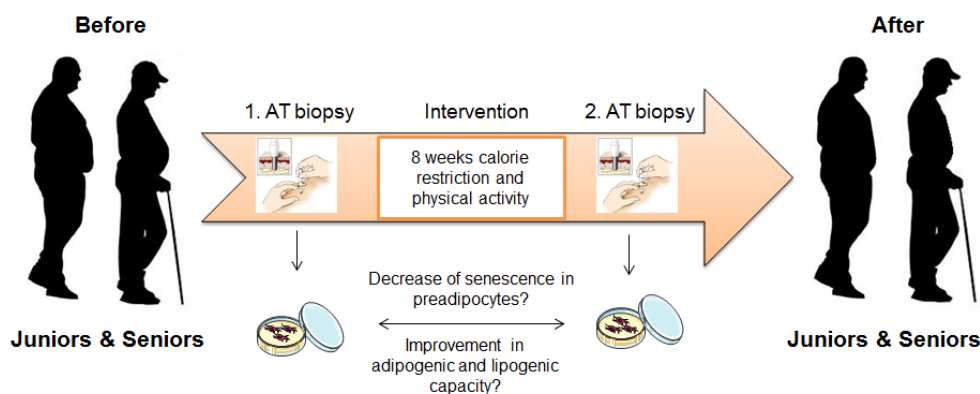 Before
After
1. AT biopsy
Intervention
2. AT biopsy
8 weeks calorie
restriction and
physical activity
Decrease of senescence in
preadipocytes?
Improvement in
adipogenic and lipogenic
capacity?
Juniors & Seniors
Juniors & Seniors